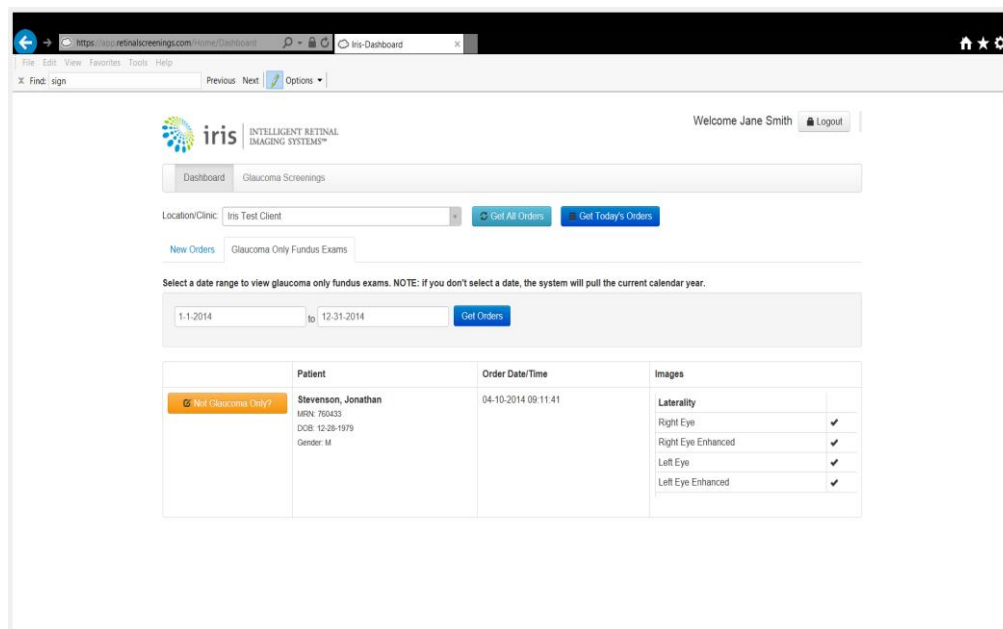 https://app.retinalscreenings.com/Home/Dashboard Iris-Dashboard ×
File Edit View Favorites Tools Help
X Find: sign Previous Next Options
iris INTELLIGENT RETINAL IMAGING SYSTEMS™
Welcome Jane Smith Logout
Dashboard Glaucoma Screenings
Location/Clinic: Iris Test Client Get All Orders Get Today's Orders
New Orders Glaucoma Only Fundus Exams
Select a date range to view glaucoma only fundus exams. NOTE: if you don't select a date, the system will pull the current calendar year.
1-1-2014 to 12-31-2014 Get Orders
Patient Order Date/Time Images
Not Glaucoma Only? Stevenson, Jonathan 04-10-2014 09:11:41 Laterality
MRN: 760433
DOB: 12-28-1979
Gender: M
Right Eye ✔
Right Eye Enhanced ✔
Left Eye ✔
Left Eye Enhanced ✔